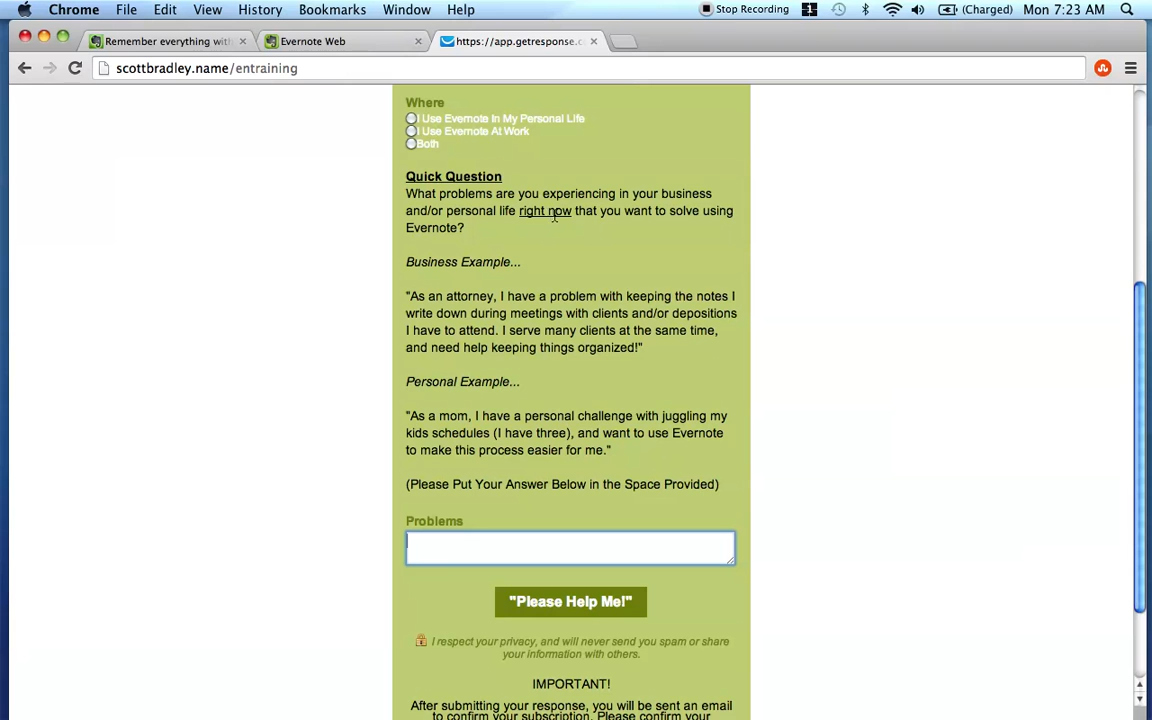 Chrome File Edit View History Bookmarks Window Help Stop Recording (Charged) Mon 7:23 AM
Remember everything with Evernote Web https://app.getresponse.c
scottbradley.name/entraining
Where
I Use Evernote In My Personal Life
I Use Evernote At Work
Both
Quick Question
What problems are you experiencing in your business
and/or personal life right now that you want to solve using
Evernote?
Business Example...
"As an attorney, I have a problem with keeping the notes I
write down during meetings with clients and/or depositions
I have to attend. I serve many clients at the same time,
and need help keeping things organized!"
Personal Example...
"As a mom, I have a personal challenge with juggling my
kids schedules (I have three), and want to use Evernote
to make this process easier for me."
(Please Put Your Answer Below in the Space Provided)
Problems
"Please Help Me!"
I respect your privacy, and will never send you spam or share
your information with others.
IMPORTANT!
After submitting your response, you will be sent an email
to confirm your subscription. Please confirm your